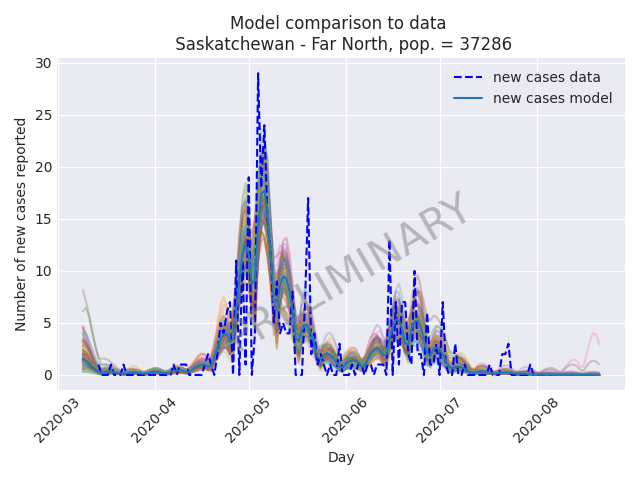 Model comparison to data
Saskatchewan - Far North, pop. = 37286
new cases data
new cases model
Number of new cases reported
30
25
20
15
10
5
0
PRELIMINARY
2020-03
2020-04
2020-05
2020-06
2020-07
2020-08
Day